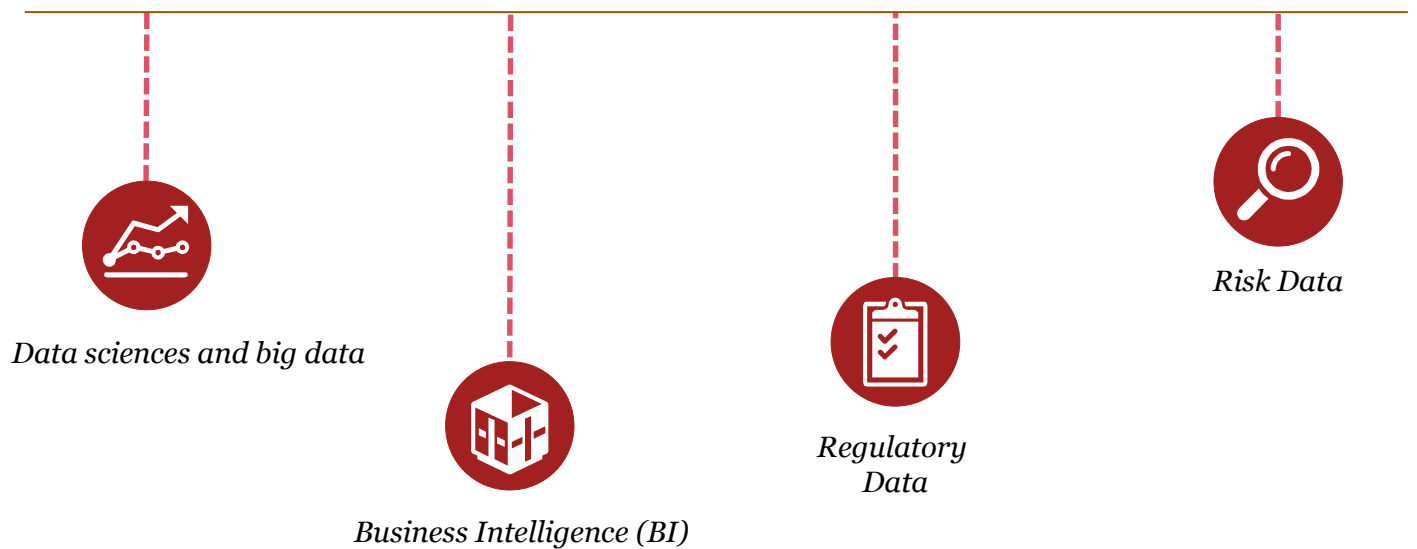 Data sciences and big data
Business Intelligence (BI)
Regulatory
Data
Risk Data